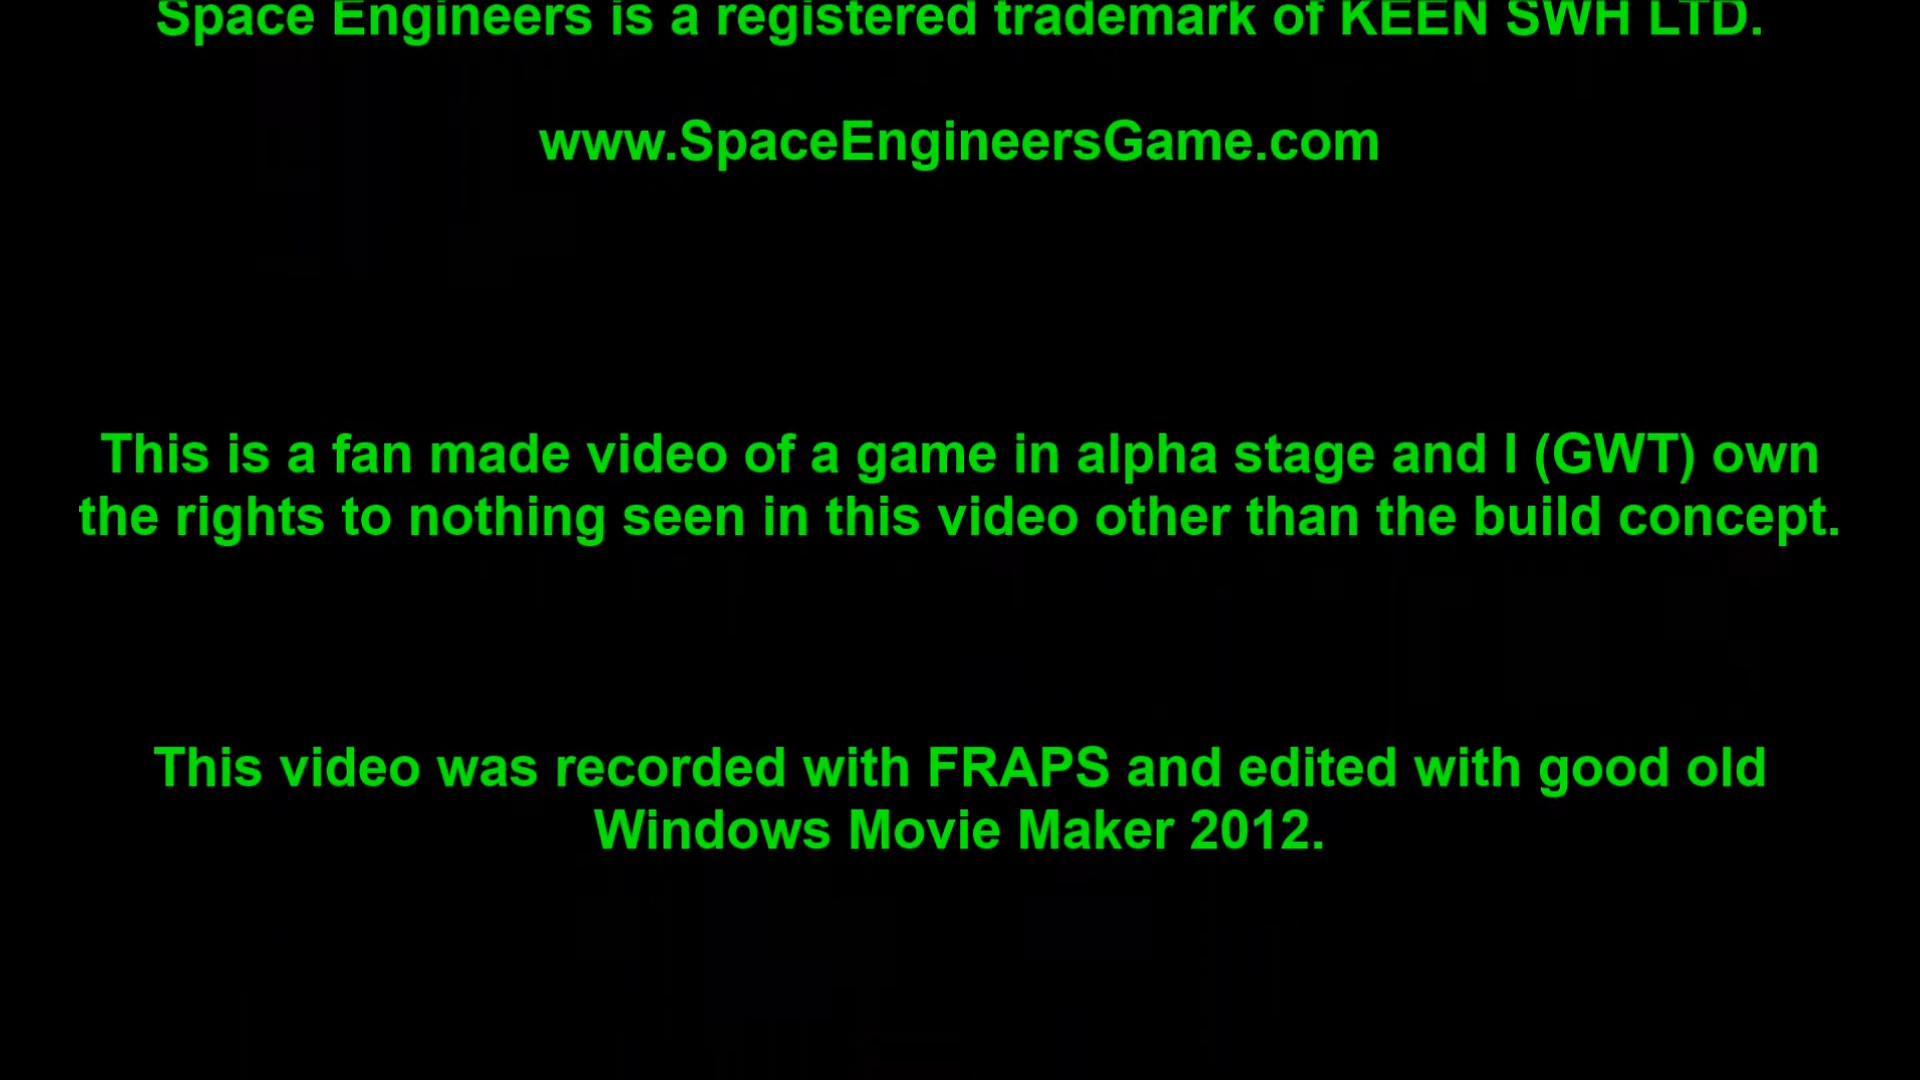 Space Engineers is a registered trademark of KEEN SWH LTD.
www.SpaceEngineersGame.com
This is a fan made video of a game in alpha stage and I (GWT) own
the rights to nothing seen in this video other than the build concept.
This video was recorded with FRAPS and edited with good old
Windows Movie Maker 2012.